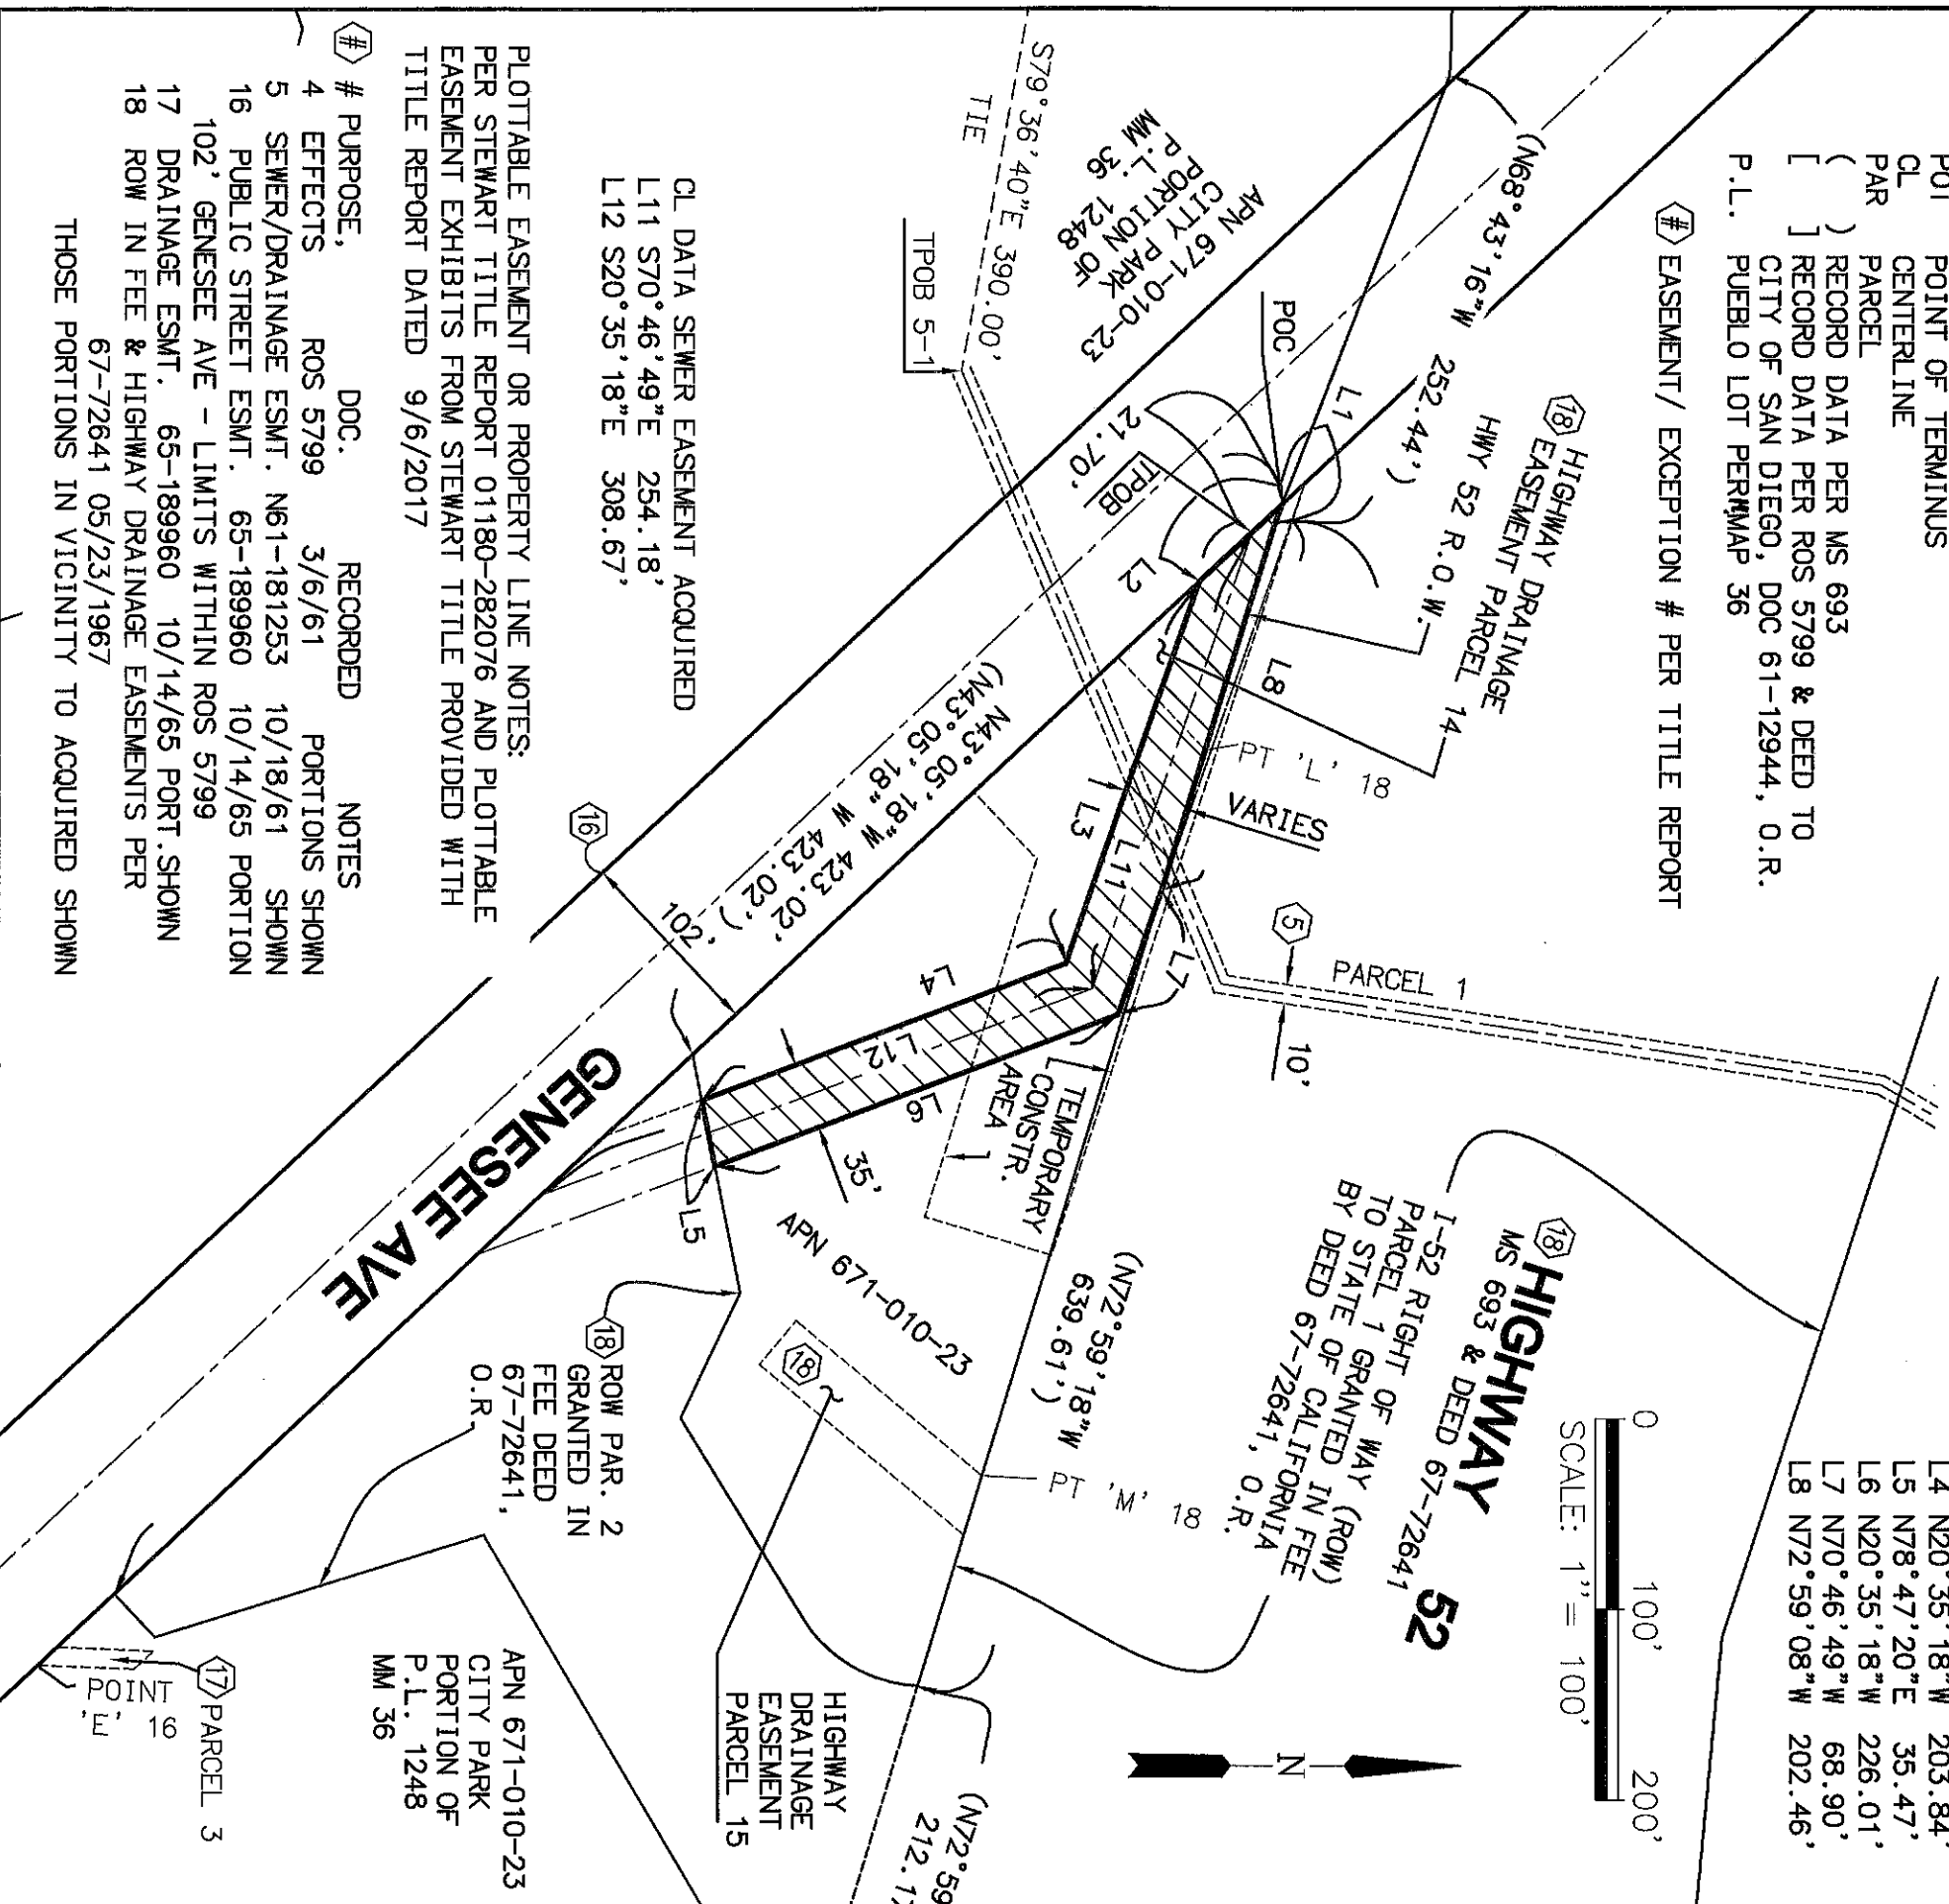 POINT OF TERMINUS
CL CENTERLINE
PAR PARCEL
( ) RECORD DATA PER MS 693
[ ] RECORD DATA PER ROS 5799 & DEED TO
CITY OF SAN DIEGO, DOC 61-12944, O.R.
P.L. PUEBLO LOT PER MAP 36
# EASEMENT/ EXCEPTION # PER TITLE REPORT
L4 N20°35'18"W 203.84'
L5 N78°47'20"E 35.47'
L6 N20°35'18"W 226.01'
L7 N70°46'49"W 68.90'
L8 N72°59'08"W 202.46'
0 100' 200'
SCALE: 1"= 100'
(N68°43'16"W 252.44')
18 HIGHWAY DRAINAGE
EASEMENT PARCEL 14
HWY 52 R.O.W.
L1
POC
S79°36'40"E 390.00'
TIE
APN 671-010-23
CITY PARK
PORTION OF
P.L. 1248
MM 36
TPOB 5-1
21.70'
TPOB
L2
L8
PT 'L' 18
VARIES
L3
L11
L7
5
PARCEL 1
10'
18 HIGHWAY 52
MS 693 & DEED 67-72641
I-52 RIGHT OF WAY (ROW)
PARCEL 1 GRANTED IN FEE
TO STATE OF CALIFORNIA
BY DEED 67-72641, O.R.
N
TEMPORARY
CONSTR.
AREA
(N72°59'18"W
639.61')
PT 'M' 18
(N72°59
212.1
N43°05'18"W 423.02'
(N43°05'18" W 423.02')
16
102'
L4
L12
L6
35'
L5
APN 671-010-23
18
HIGHWAY
DRAINAGE
EASEMENT
PARCEL 15
GENESEE AVE
18 ROW PAR. 2
GRANTED IN
FEE DEED
67-72641,
O.R.
APN 671-010-23
CITY PARK
PORTION OF
P.L. 1248
MM 36
17 PARCEL 3
POINT
'E' 16
CL DATA SEWER EASEMENT ACQUIRED
L11 S70°46'49"E 254.18'
L12 S20°35'18"E 308.67'
PLOTTABLE EASEMENT OR PROPERTY LINE NOTES:
PER STEWART TITLE REPORT 01180-282076 AND PLOTTABLE
EASEMENT EXHIBITS FROM STEWART TITLE PROVIDED WITH
TITLE REPORT DATED 9/6/2017
# # PURPOSE, DOC. RECORDED NOTES
4 EFFECTS ROS 5799 3/6/61 PORTIONS SHOWN
5 SEWER/DRAINAGE ESMT. N61-181253 10/18/61 SHOWN
16 PUBLIC STREET ESMT. 65-189960 10/14/65 PORTION
102' GENESEE AVE - LIMITS WITHIN ROS 5799
17 DRAINAGE ESMT. 65-189960 10/14/65 PORT.SHOWN
18 ROW IN FEE & HIGHWAY DRAINAGE EASEMENTS PER
67-72641 05/23/1967
THOSE PORTIONS IN VICINITY TO ACQUIRED SHOWN